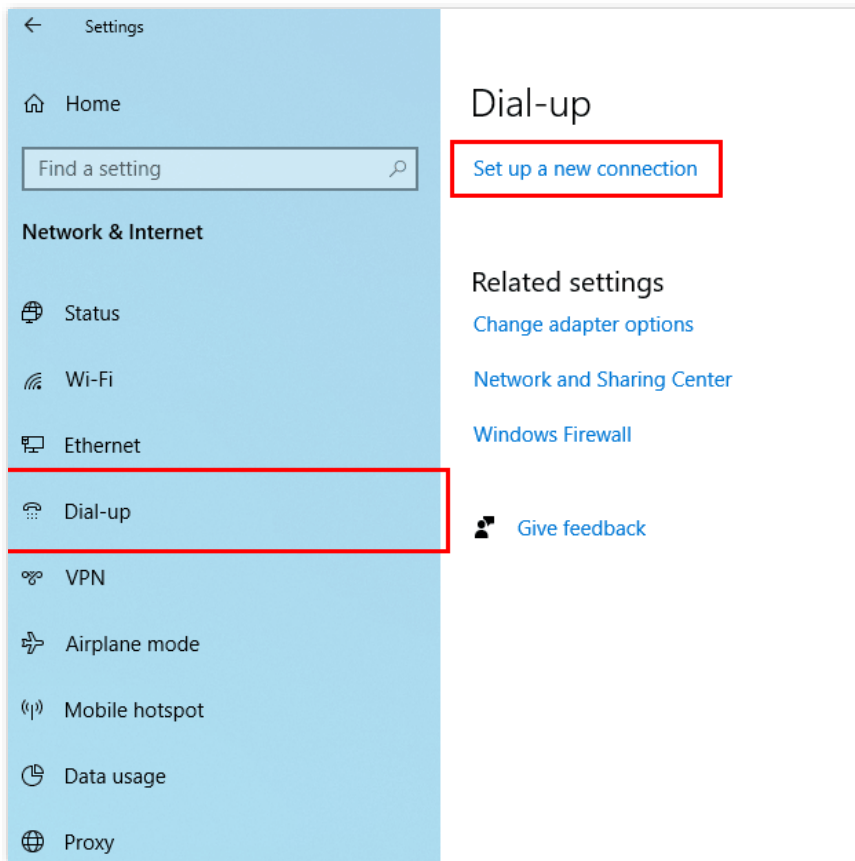 Settings
Home
Find a setting
Network & Internet
Status
Wi-Fi
Ethernet
Dial-up
VPN
Airplane mode
Mobile hotspot
Data usage
Proxy
Dial-up
Set up a new connection
Related settings
Change adapter options
Network and Sharing Center
Windows Firewall
Give feedback